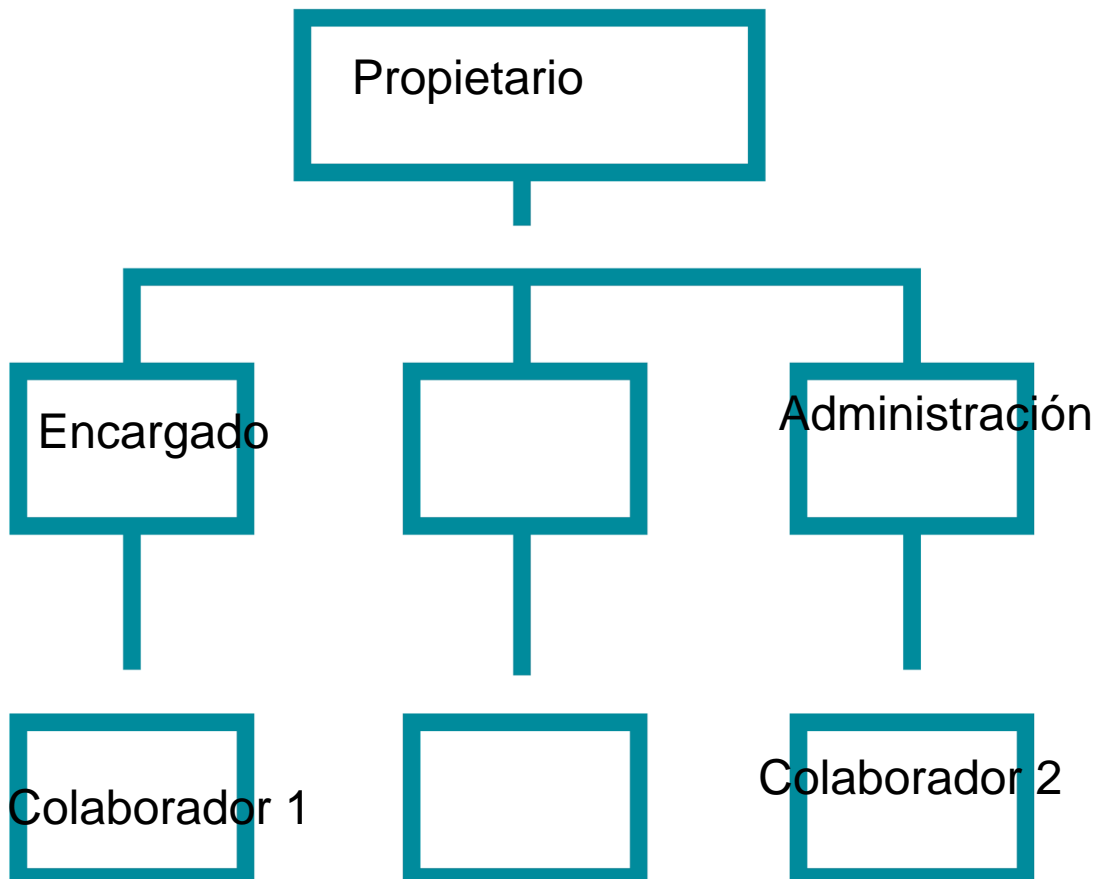 Propietario
Encargado
Administración
Colaborador 1
Colaborador 2